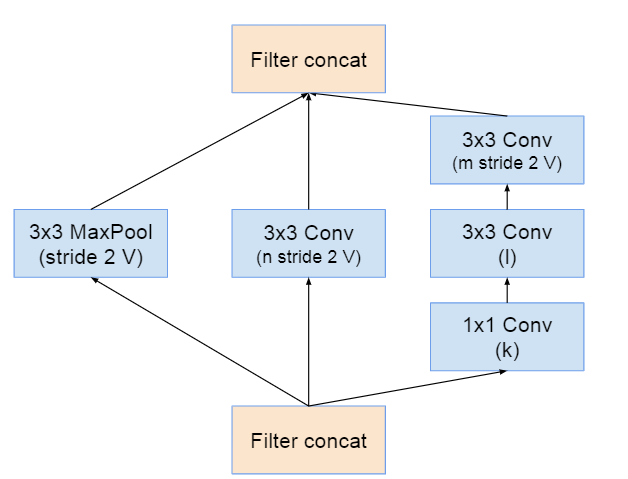 Filter concat
3x3 Conv
(m stride 2 V)
3x3 MaxPool
(stride 2 V)
3x3 Conv
(n stride 2 V)
3x3 Conv
(l)
1x1 Conv
(k)
Filter concat